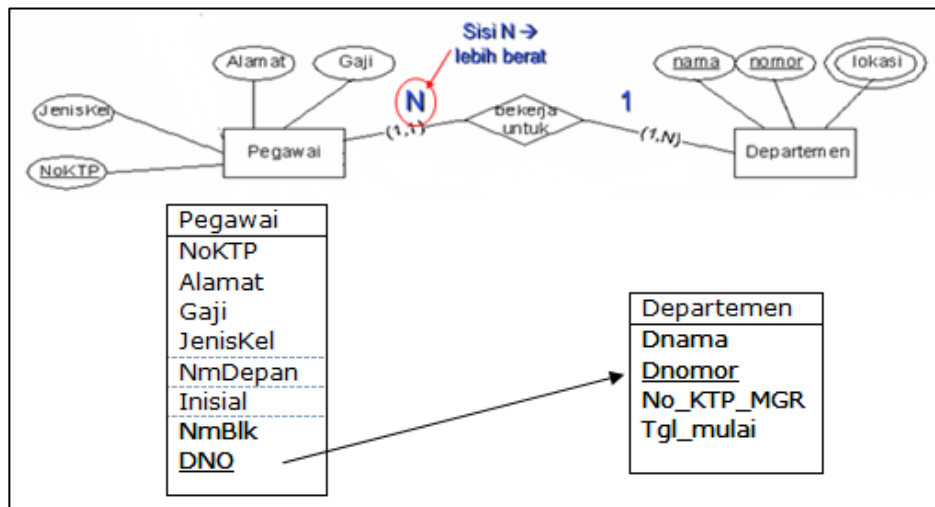 Sisi N →
lebih berat
Alamat
Gaji
nama
nomor
lokasi
JenisKel
N
1
bekerja
untuk
(1,1)
(1,N)
Pegawai
Departemen
NoKTP
Pegawai
NoKTP
Alamat
Gaji
JenisKel
NmDepan
Inisial
NmBlk
DNO
Departemen
Dnama
Dnomor
No_KTP_MGR
Tgl_mulai